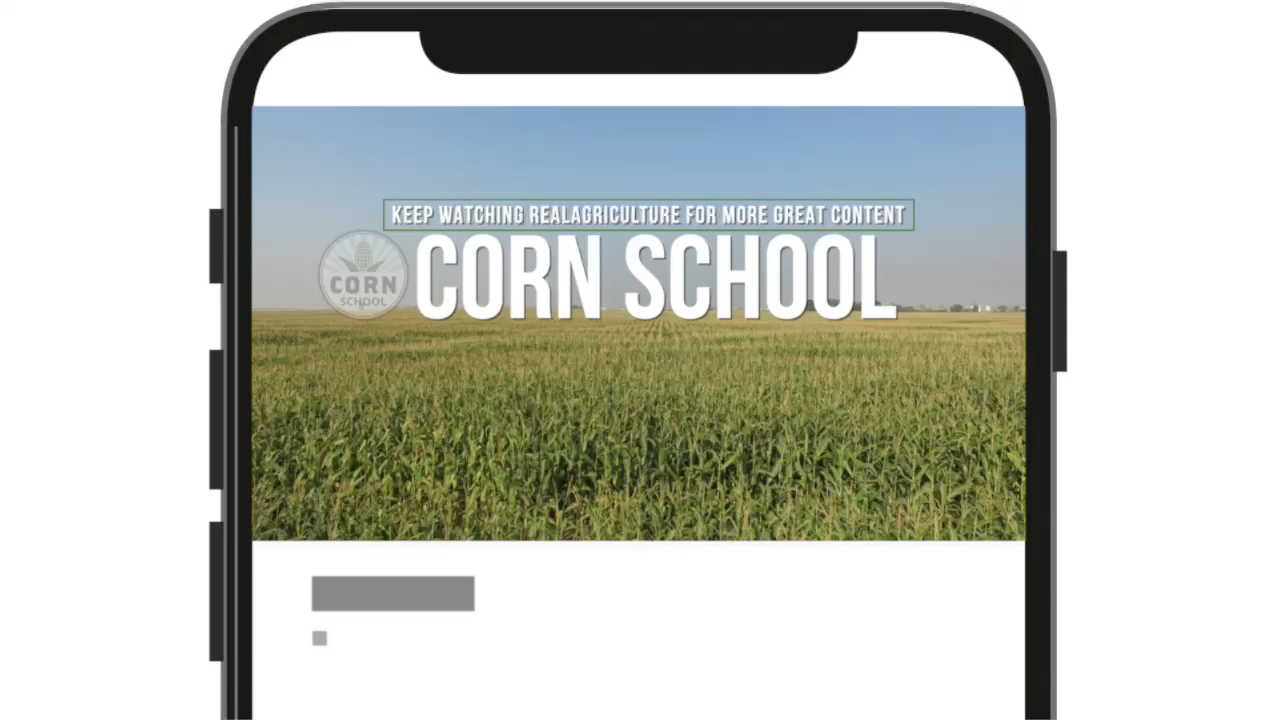 KEEP WATCHING REALAGRICULTURE FOR MORE GREAT CONTENT
CORN SCHOOL
CORN
SCHOOL